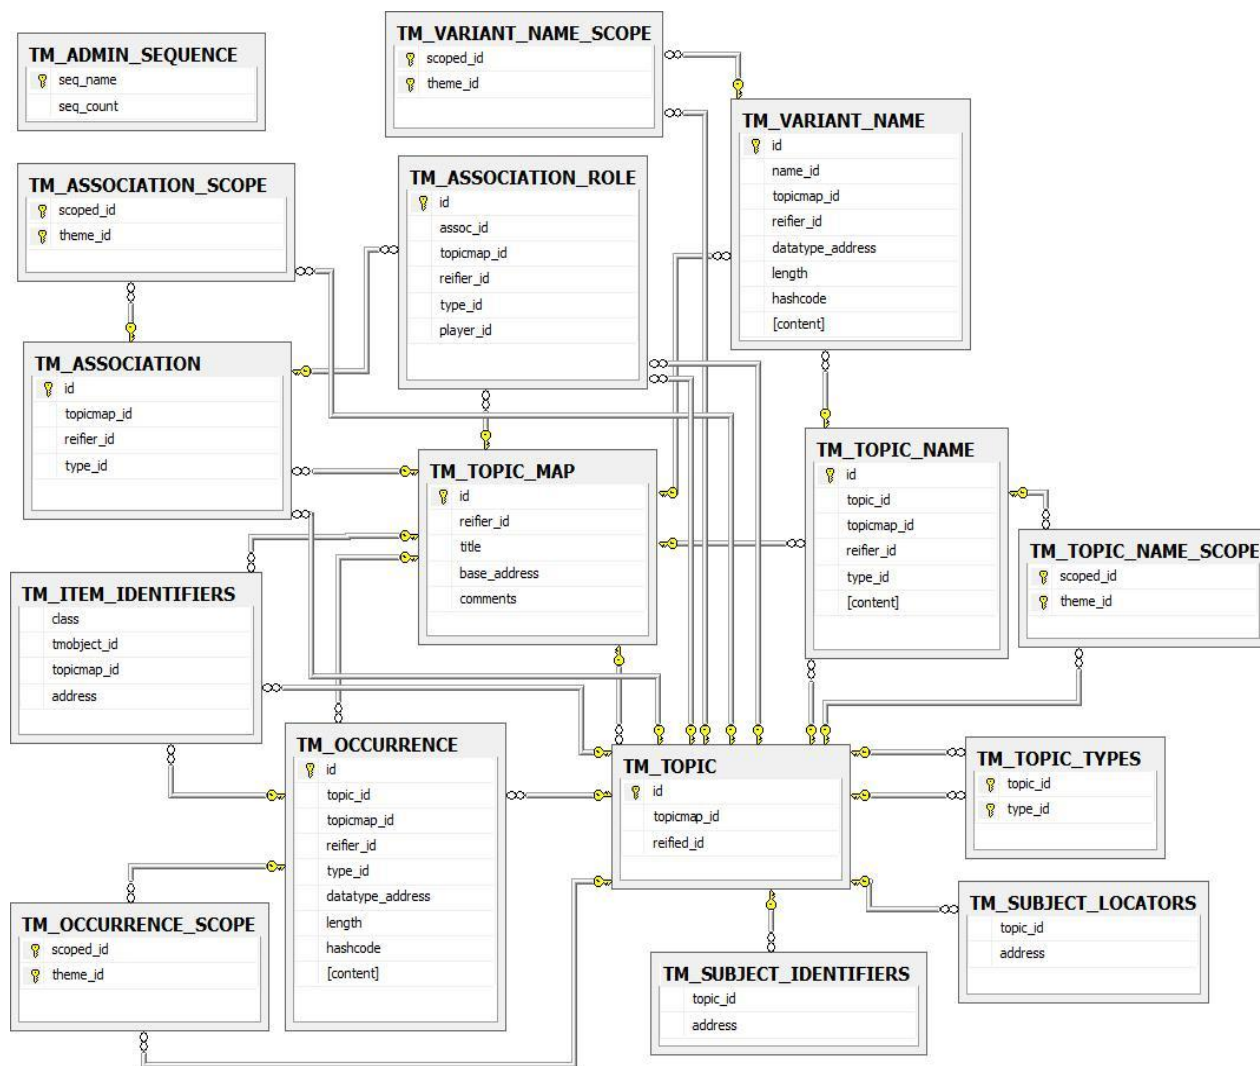 TM_ADMIN_SEQUENCE
seq_name
seq_count
TM_VARIANT_NAME_SCOPE
scoped_id
theme_id
TM_VARIANT_NAME
id
name_id
topicmap_id
reifier_id
datatype_address
length
hashcode
[content]
TM_ASSOCIATION_SCOPE
scoped_id
theme_id
TM_ASSOCIATION_ROLE
id
assoc_id
topicmap_id
reifier_id
type_id
player_id
TM_ASSOCIATION
id
topicmap_id
reifier_id
type_id
TM_TOPIC_MAP
id
reifier_id
title
base_address
comments
TM_TOPIC_NAME
id
topic_id
topicmap_id
reifier_id
type_id
[content]
TM_TOPIC_NAME_SCOPE
scoped_id
theme_id
TM_ITEM_IDENTIFIERS
class
tmobject_id
topicmap_id
address
TM_OCCURRENCE
id
topic_id
topicmap_id
reifier_id
type_id
datatype_address
length
hashcode
[content]
TM_TOPIC
id
topicmap_id
reified_id
TM_TOPIC_TYPES
topic_id
type_id
TM_SUBJECT_LOCATORS
topic_id
address
TM_OCCURRENCE_SCOPE
scoped_id
theme_id
TM_SUBJECT_IDENTIFIERS
topic_id
address